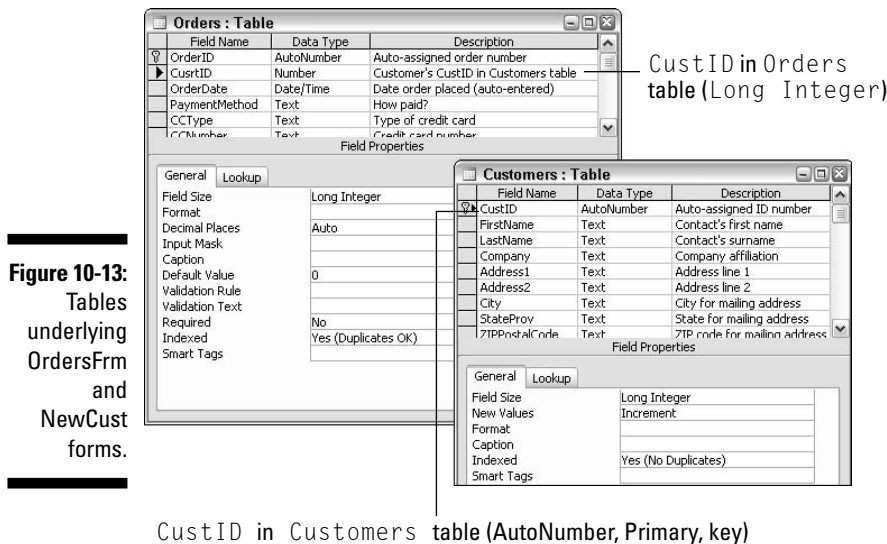 Orders : Table
Field Name Data Type Description
OrderID AutoNumber Auto-assigned order number
CusrtID Number Customer's CustID in Customers table
OrderDate Date/Time Date order placed (auto-entered)
PaymentMethod Text How paid?
CCType Text Type of credit card
CCNumber Text Credit card number
Field Properties
General Lookup
Field Size Long Integer
Format
Decimal Places Auto
Input Mask
Caption
Default Value 0
Validation Rule
Validation Text
Required No
Indexed Yes (Duplicates OK)
Smart Tags
CustID in Orders
table (Long Integer)
Customers : Table
Field Name Data Type Description
CustID AutoNumber Auto-assigned ID number
FirstName Text Contact's first name
LastName Text Contact's surname
Company Text Company affiliation
Address1 Text Address line 1
Address2 Text Address line 2
City Text City for mailing address
StateProv Text State for mailing address
ZIPPostalCode Text ZIP code for mailing address
Field Properties
General Lookup
Field Size Long Integer
New Values Increment
Format
Caption
Indexed Yes (No Duplicates)
Smart Tags
Figure 10-13:
Tables
underlying
OrdersFrm
and
NewCust
forms.
CustID in Customers table (AutoNumber, Primary, key)